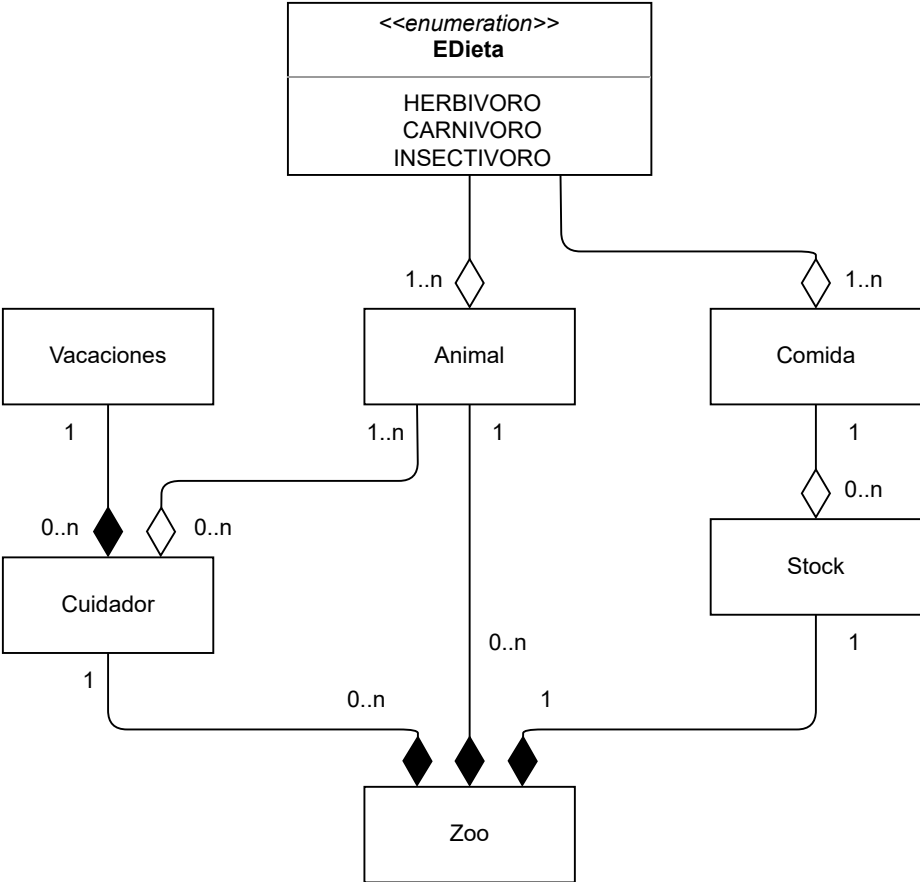 <<enumeration>>
EDieta
HERBIVORO
CARNIVORO
INSECTIVORO
1..n
1..n
Vacaciones
Animal
Comida
1
1..n
1
1
0..n
0..n
0..n
Cuidador
Stock
1
0..n
1
0..n
1
Zoo